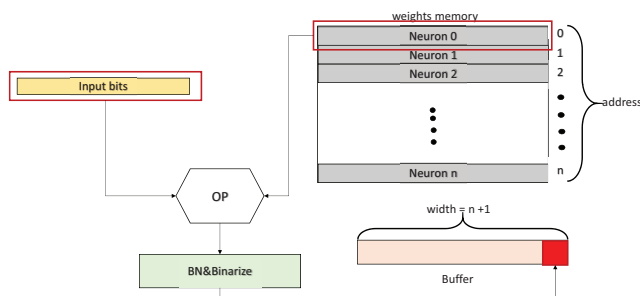 weights memory
Neuron 0
0
Neuron 1
1
Neuron 2
2
Input bits
address
Neuron n
n
OP
width = n +1
BN&Binarize
Buffer